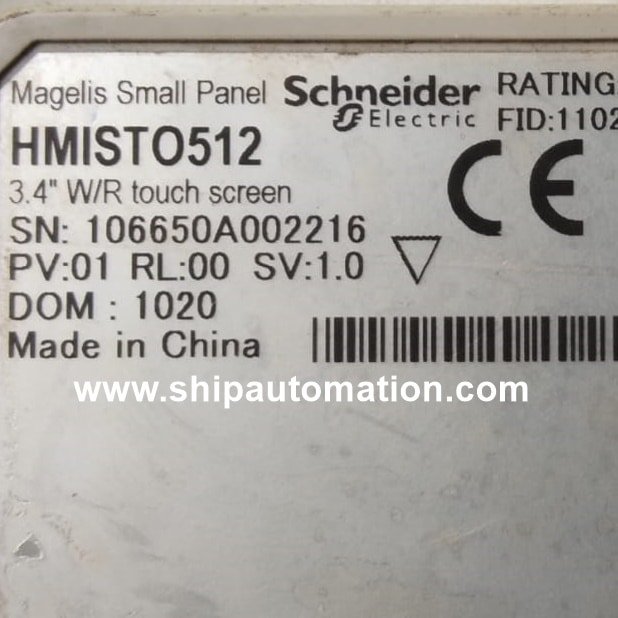 Magelis Small Panel Schneider Electric RATING
HMISTO512 FID:1102
3.4" W/R touch screen
SN: 106650A002216
PV:01 RL:00 SV:1.0
DOM : 1020
Made in China
CE
www.shipautomation.com